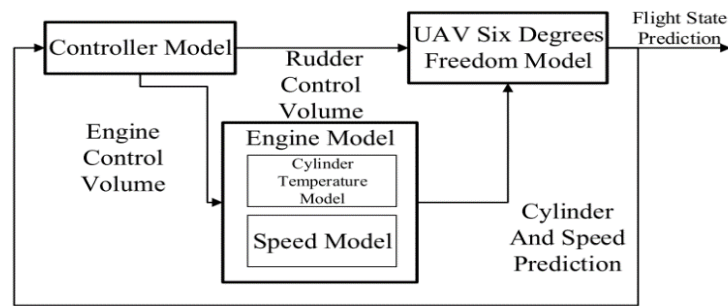 Controller Model
Rudder
Control
Volume
UAV Six Degrees
Freedom Model
Flight State
Prediction
Engine
Control
Volume
Engine Model
Cylinder
Temperature
Model
Speed Model
Cylinder
And Speed
Prediction